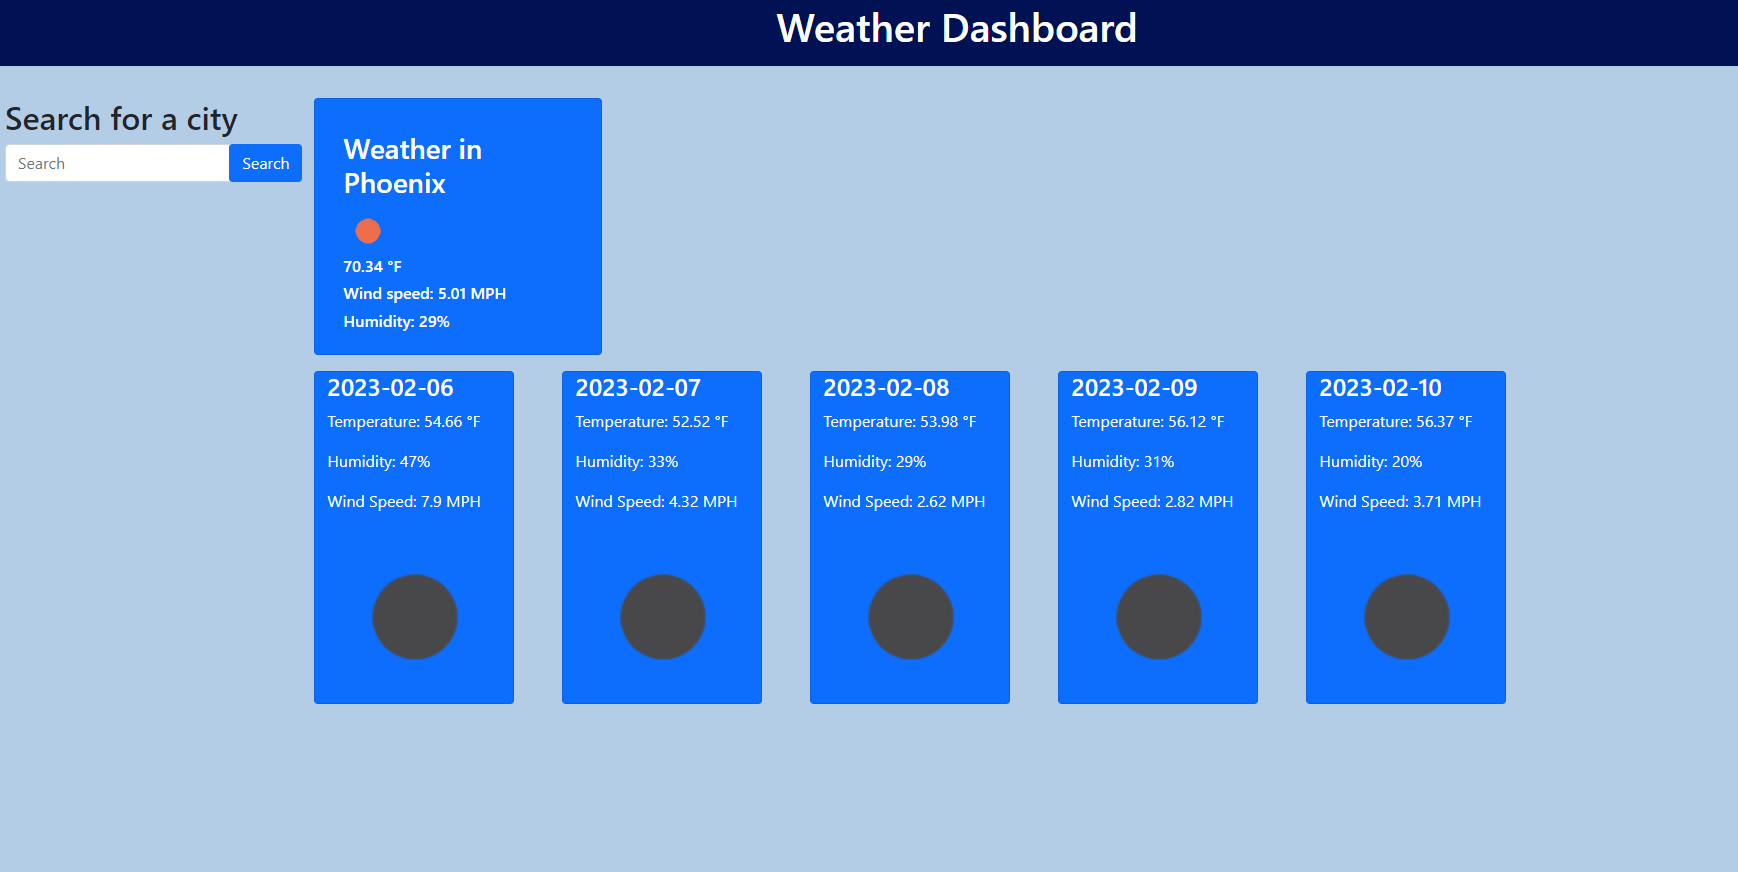 Weather Dashboard
Search for a city
Search
Search
Weather in
Phoenix
70.34 °F
Wind speed: 5.01 MPH
Humidity: 29%
2023-02-06
Temperature: 54.66 °F
Humidity: 47%
Wind Speed: 7.9 MPH
2023-02-07
Temperature: 52.52 °F
Humidity: 33%
Wind Speed: 4.32 MPH
2023-02-08
Temperature: 53.98 °F
Humidity: 29%
Wind Speed: 2.62 MPH
2023-02-09
Temperature: 56.12 °F
Humidity: 31%
Wind Speed: 2.82 MPH
2023-02-10
Temperature: 56.37 °F
Humidity: 20%
Wind Speed: 3.71 MPH